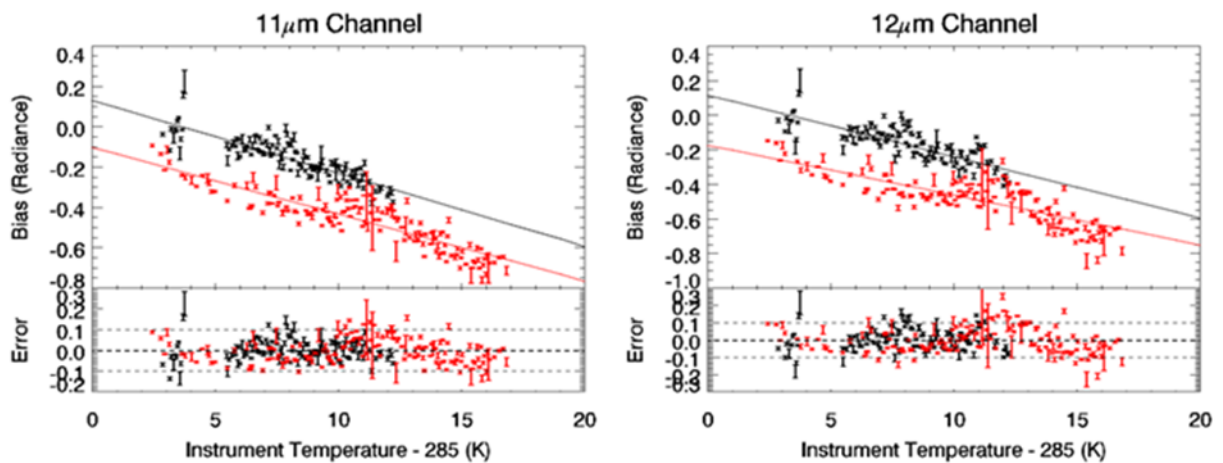 11μm Channel
0.4
0.2
0.0
-0.2
-0.4
-0.6
-0.8
Bias (Radiance)
0.3
0.2
0.1
0.0
-0.1
-0.2
Error
0 5 10 15 20
Instrument Temperature - 285 (K)
12μm Channel
0.4
0.2
0.0
-0.2
-0.4
-0.6
-0.8
-1.0
Bias (Radiance)
0.3
0.2
0.1
0.0
-0.1
-0.2
-0.3
Error
0 5 10 15 20
Instrument Temperature - 285 (K)